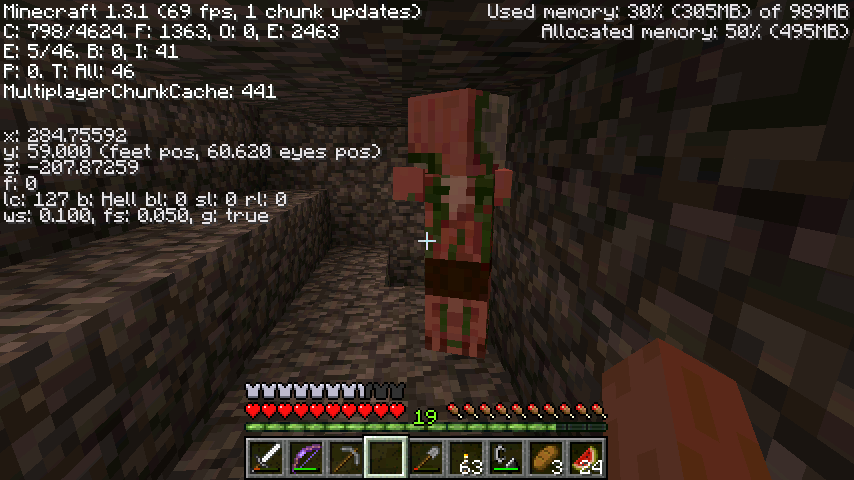 Minecraft 1.3.1 (69 fps, 1 chunk updates)
C: 798/4624. F: 1363, O: 0, E: 2463
E: 5/46. B: 0, I: 41
P: 0. T: All: 46
MultiplayerChunkCache: 441
Used memory: 30% (305MB) of 989MB
Allocated memory: 50% (495MB)
x: 284.75592
y: 59.000 (feet pos, 60.620 eyes pos)
z: -207.87259
f: 0
lc: 127 b: Hell bl: 0 sl: 0 rl: 0
ws: 0.100, fs: 0.050, g: true
19
63
3
24